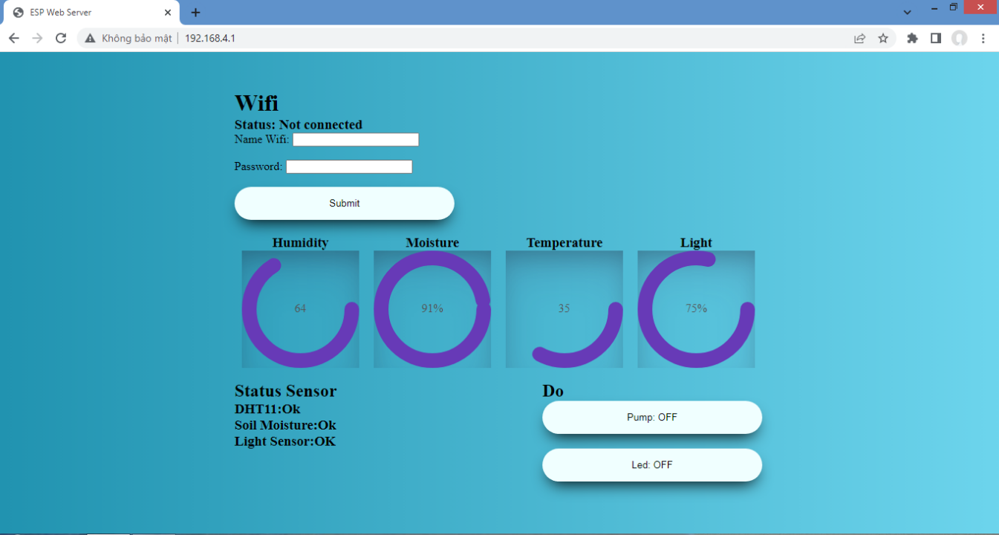 ESP Web Server
Không bảo mật 192.168.4.1
Wifi
Status: Not connected
Name Wifi:
Password:
Submit
Humidity Moisture Temperature Light
64 91% 35 75%
Status Sensor
DHT11:Ok
Soil Moisture:Ok
Light Sensor:OK
Do
Pump: OFF
Led: OFF